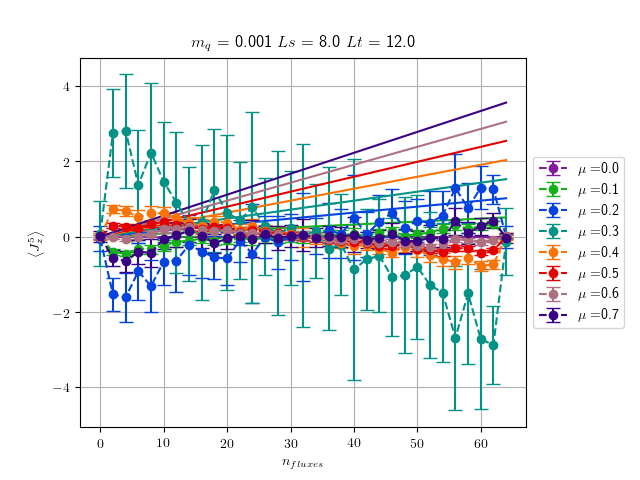 m_q = 0.001 Ls = 8.0 Lt = 12.0
4
2
0
−2
−4
⟨J_z^5⟩
0
10
20
30
40
50
60
n_fluxes
μ =0.0
μ =0.1
μ =0.2
μ =0.3
μ =0.4
μ =0.5
μ =0.6
μ =0.7